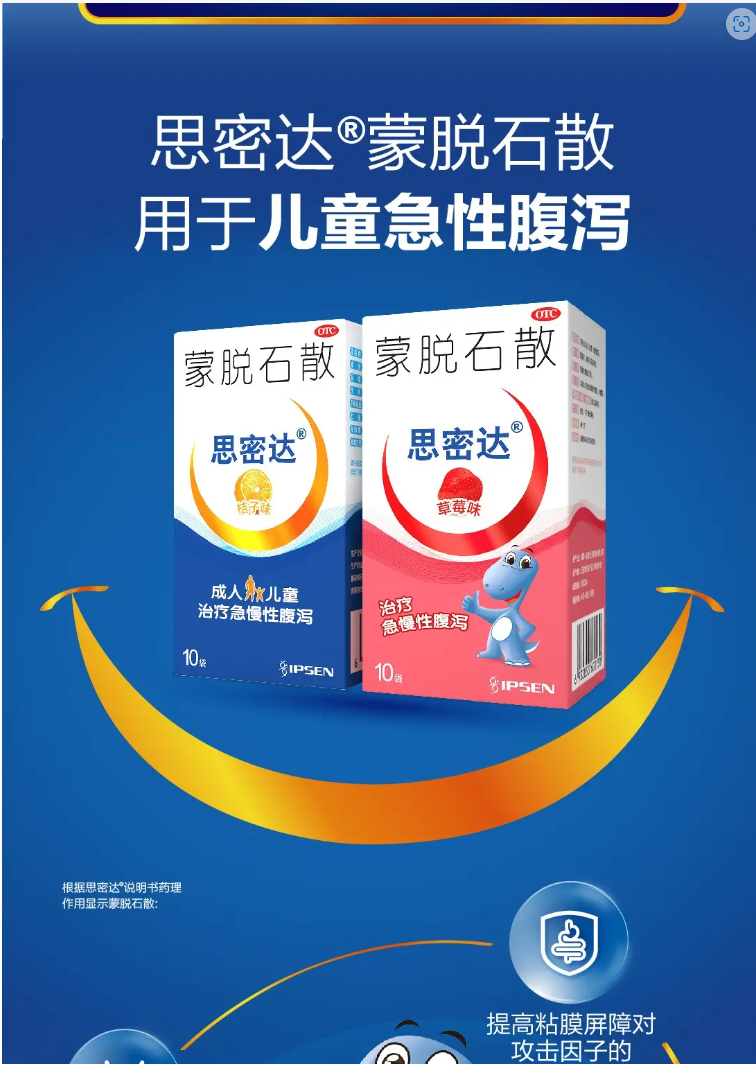 思密达®蒙脱石散
用于儿童急性腹泻
OTC
蒙脱石散
思密达®
桔子味
成人儿童
治疗急慢性腹泻
10袋
IPSEN
OTC
蒙脱石散
思密达®
草莓味
治疗
急慢性腹泻
10袋
IPSEN
根据思密达®说明书药理
作用显示蒙脱石散:
提高粘膜屏障对
攻击因子的